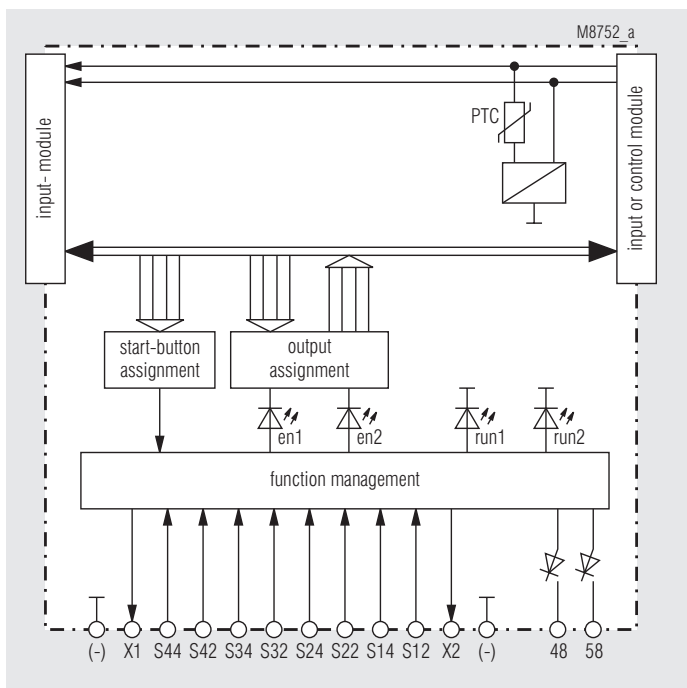 M8752_a
PTC
input- module
input or control module
start-button
assignment
output
assignment
en1
en2
run1
run2
function management
(-)
X1
S44
S42
S34
S32
S24
S22
S14
S12
X2
(-)
48
58